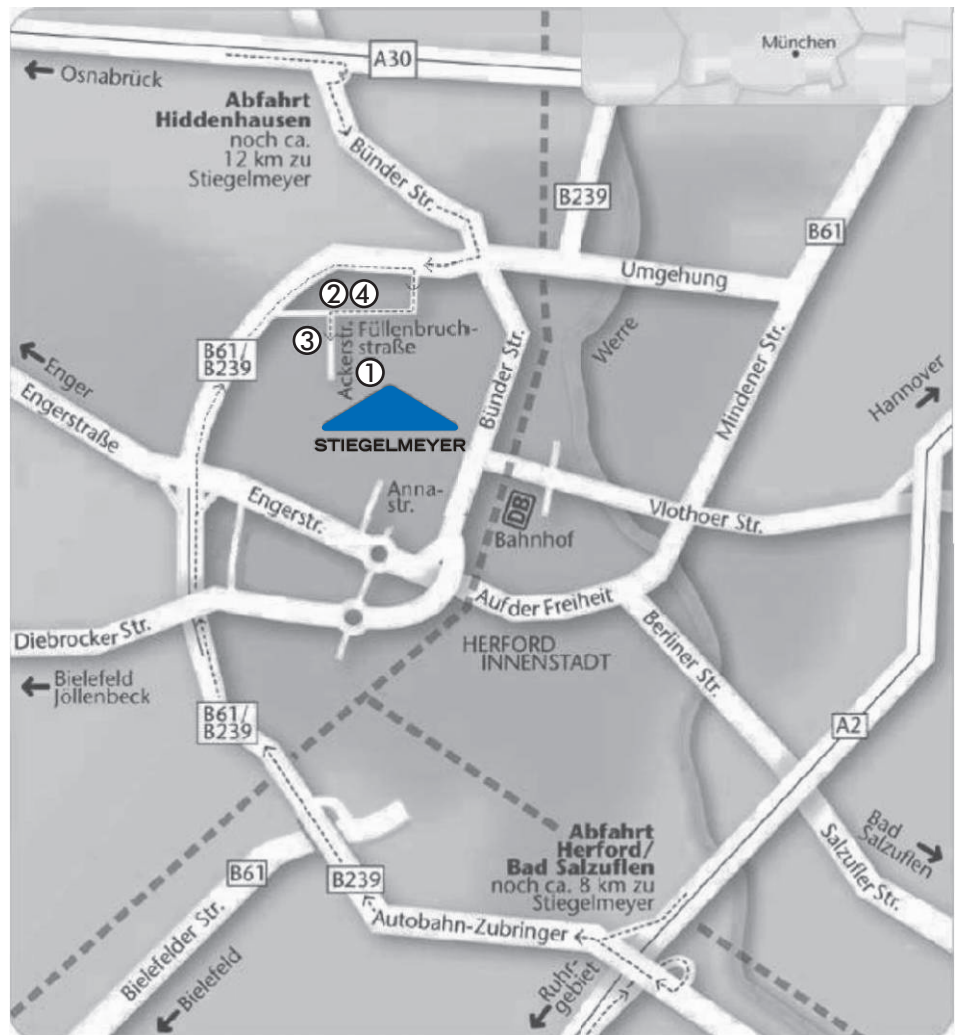 München
A30
Osnabrück
Abfahrt
Hiddenhausen
noch ca.
12 km zu
Stiegelmeyer
Bünder Str.
B239
B61
Umgehung
②④
③
Ackerstr.
Füllenbruch-
straße
①
STIEGELMEYER
B61/
B239
Enger
Engerstraße
Bünder Str.
Werre
Mindener Str.
Hannover
Anna-
str.
Engerstr.
DB
Bahnhof
Vlothoer Str.
Auf der Freiheit
HERFORD
INNENSTADT
Diebrocker Str.
Bielefeld
Jöllenbeck
Berliner Str.
B61/
B239
A2
Abfahrt
Herford/
Bad Salzuflen
noch ca. 8 km zu
Stiegelmeyer
Bad
Salzuflen
Salzufler Str.
B61
B239
Autobahn-Zubringer
Bielefelder Str.
Bielefeld
Ruhr-
gebiet